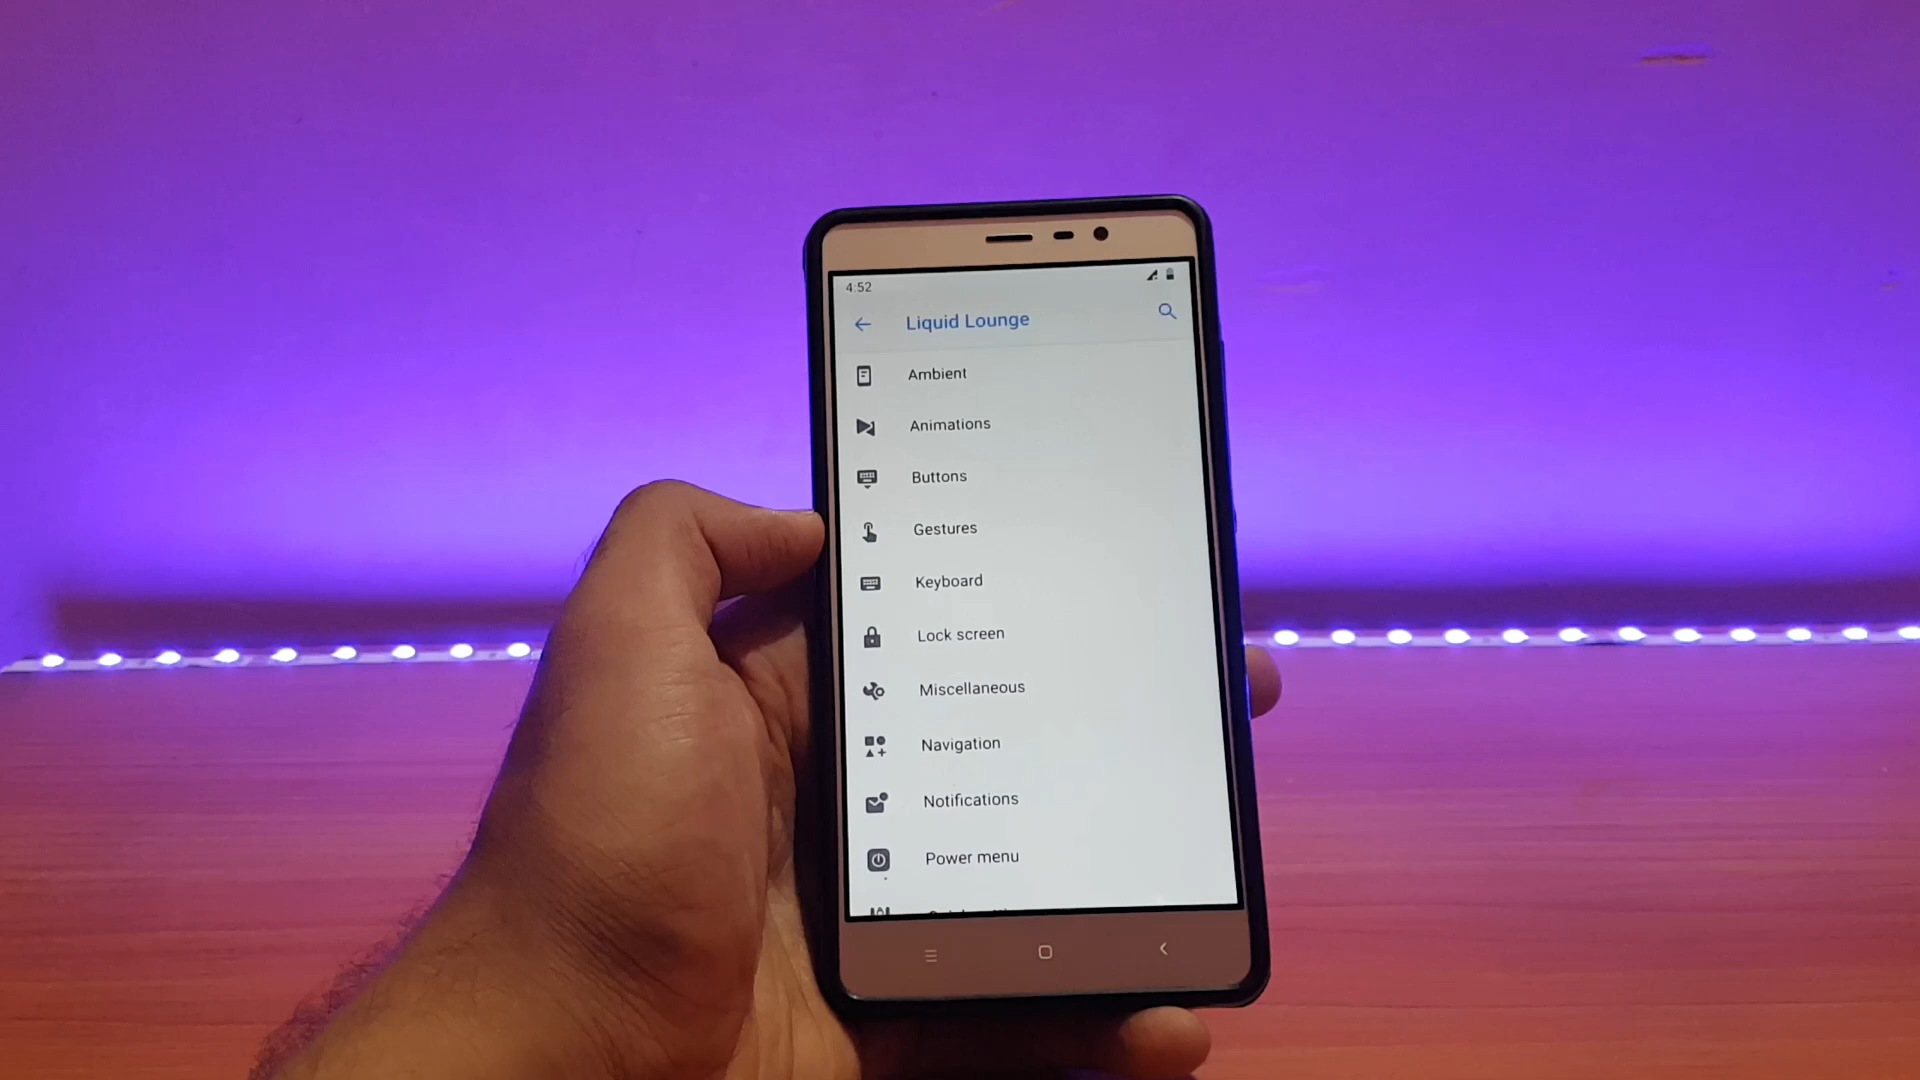 4:52
Liquid Lounge
Ambient
Animations
Buttons
Gestures
Keyboard
Lock screen
Miscellaneous
Navigation
Notifications
Power menu